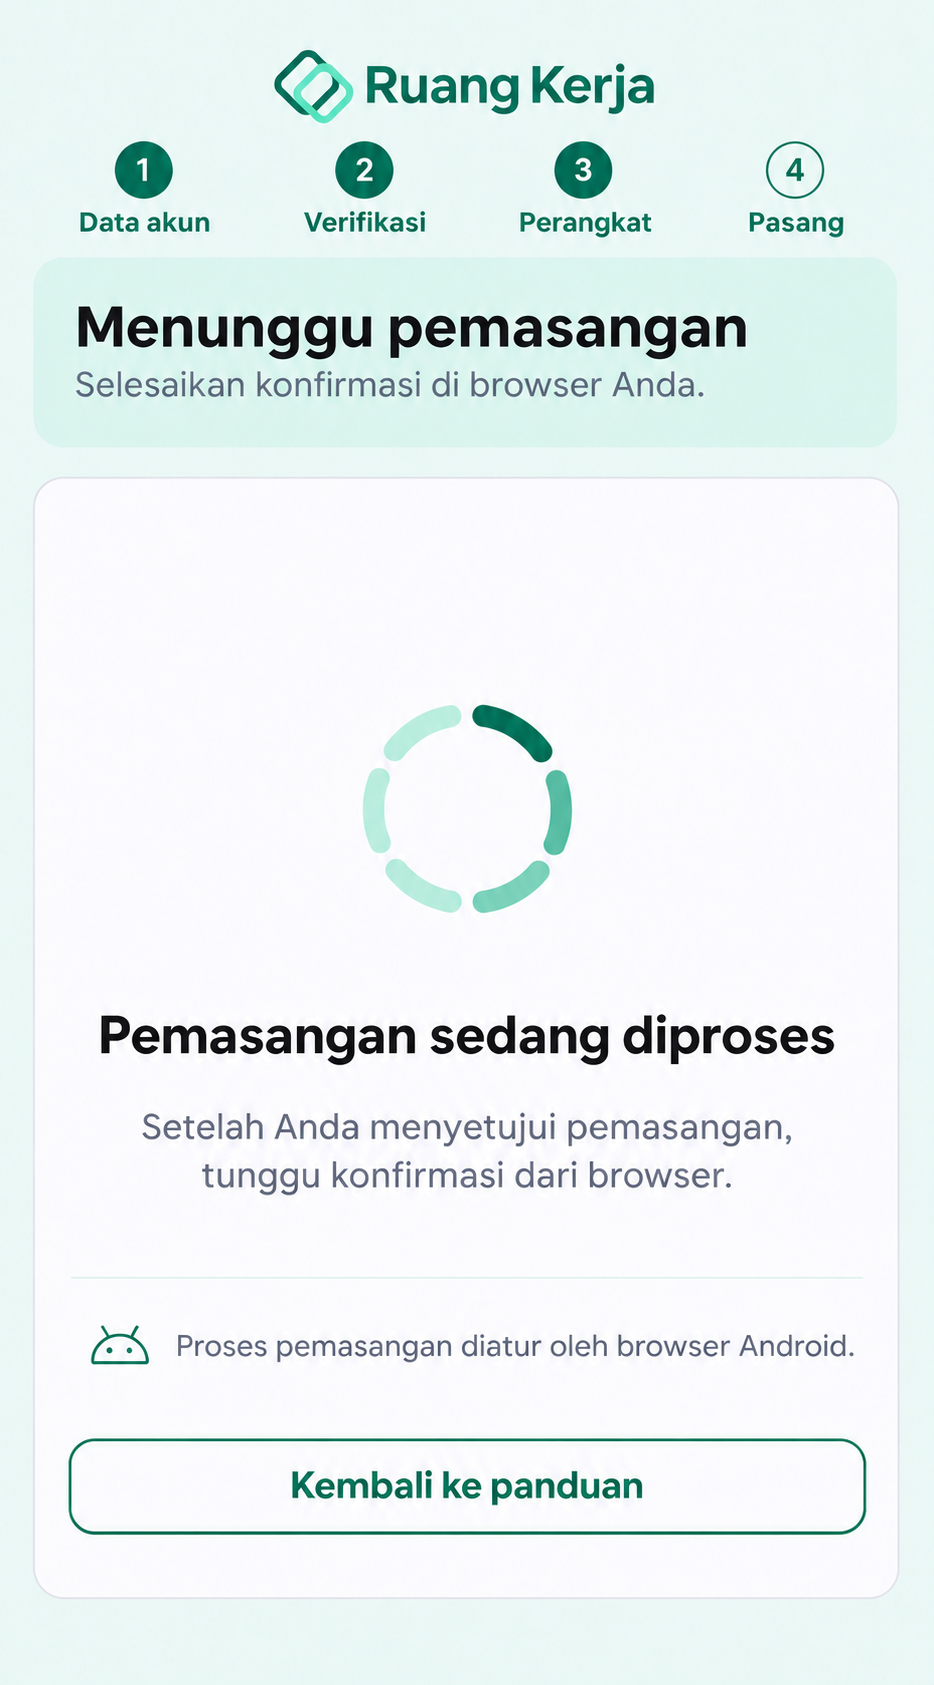 Ruang Kerja
1 2 3 4
Data akun Verifikasi Perangkat Pasang
Menunggu pemasangan
Selesaikan konfirmasi di browser Anda.
Pemasangan sedang diproses
Setelah Anda menyetujui pemasangan,
tunggu konfirmasi dari browser.
Proses pemasangan diatur oleh browser Android.
Kembali ke panduan